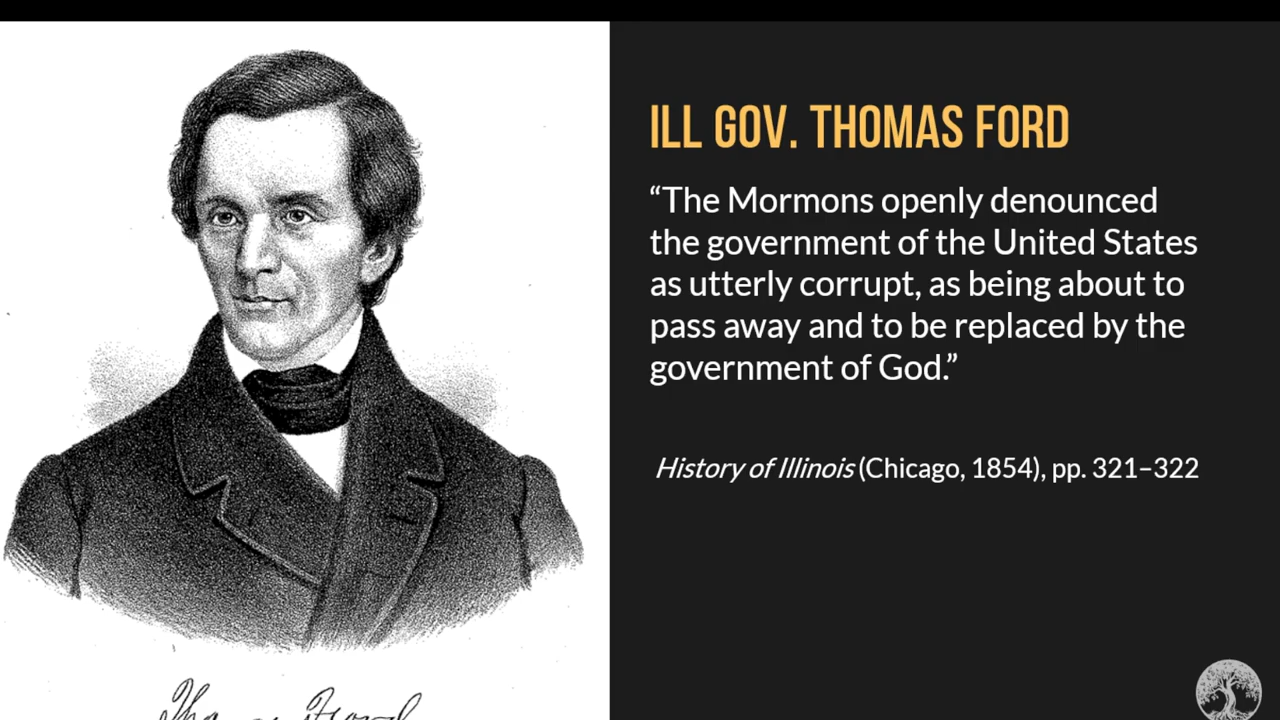 ILL GOV. THOMAS FORD
“The Mormons openly denounced
the government of the United States
as utterly corrupt, as being about to
pass away and to be replaced by the
government of God.”
History of Illinois (Chicago, 1854), pp. 321–322